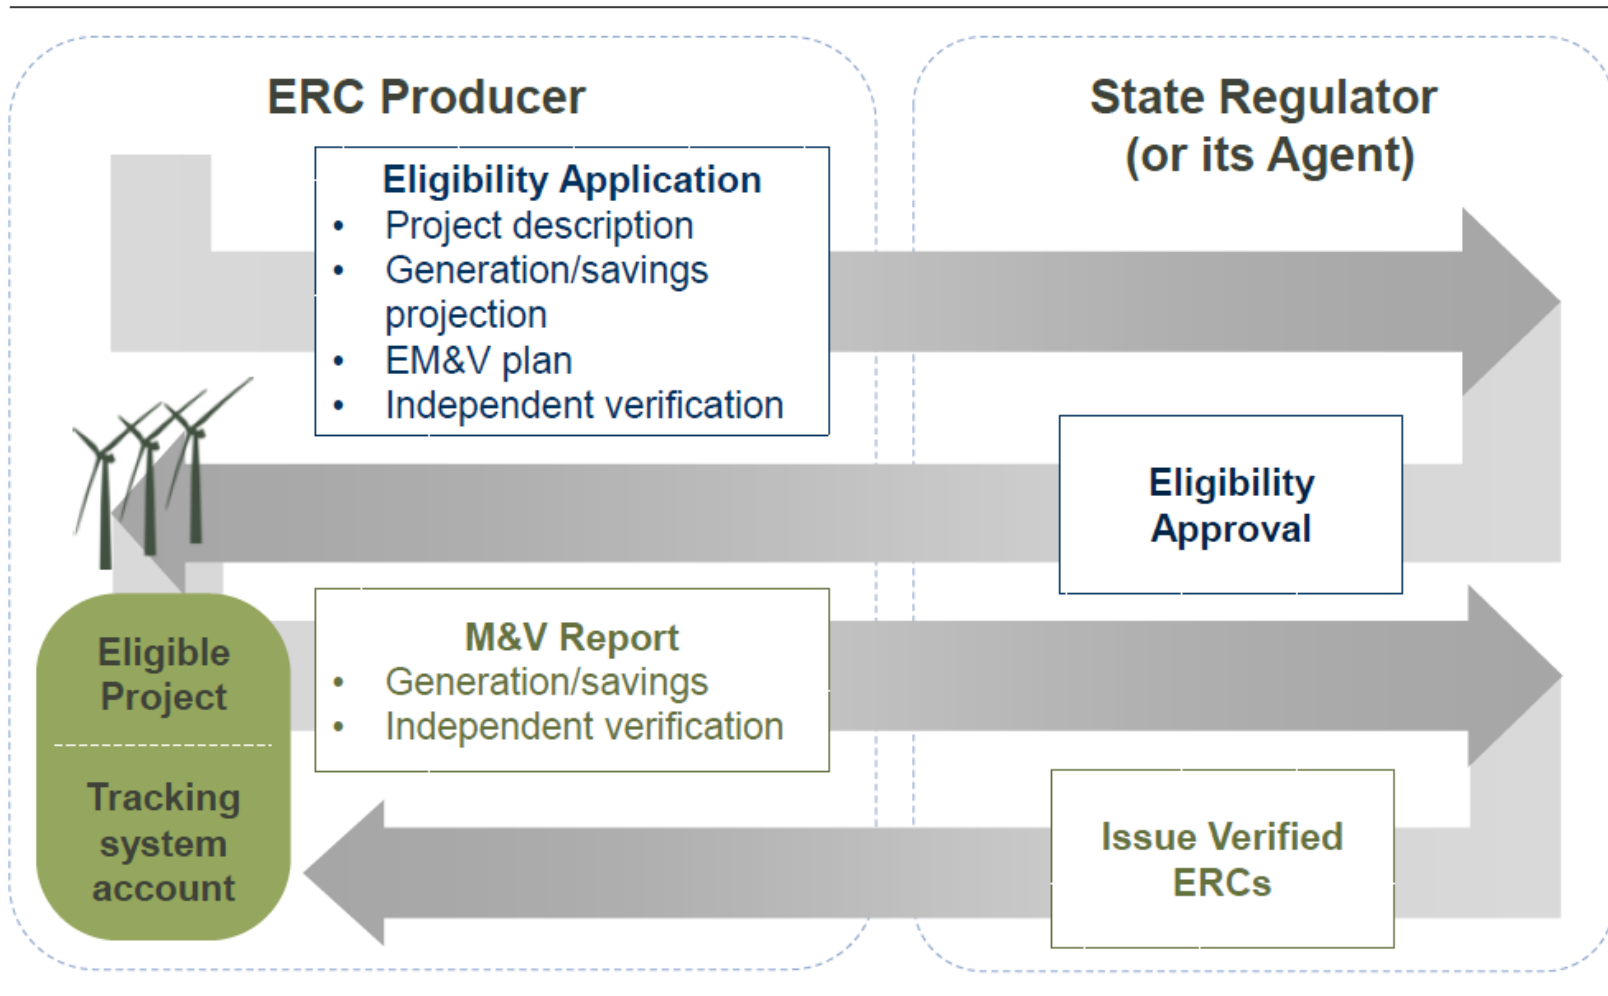 ERC Producer
Eligibility Application
• Project description
• Generation/savings
projection
• EM&V plan
• Independent verification
State Regulator
(or its Agent)
Eligibility
Approval
Eligible
Project
Tracking
system
account
M&V Report
• Generation/savings
• Independent verification
Issue Verified
ERCs